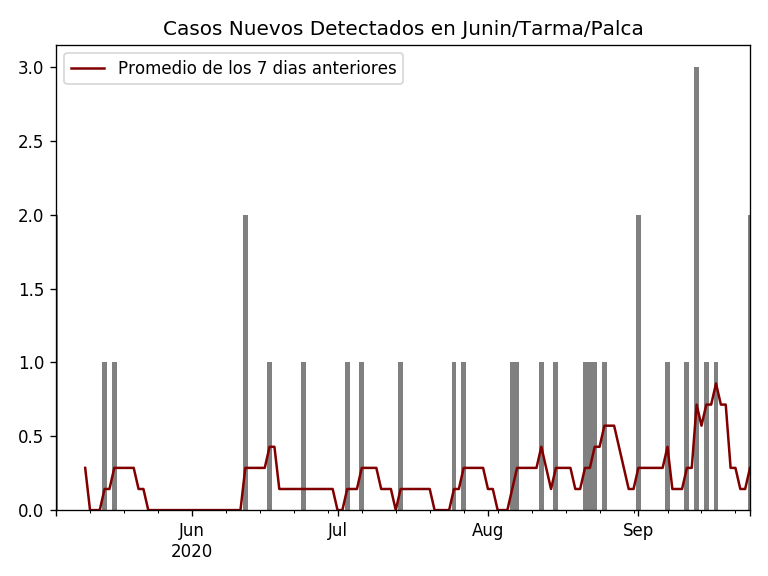 Casos Nuevos Detectados en Junin/Tarma/Palca
Promedio de los 7 dias anteriores
3.0
2.5
2.0
1.5
1.0
0.5
0.0
Jun Jul Aug Sep
2020